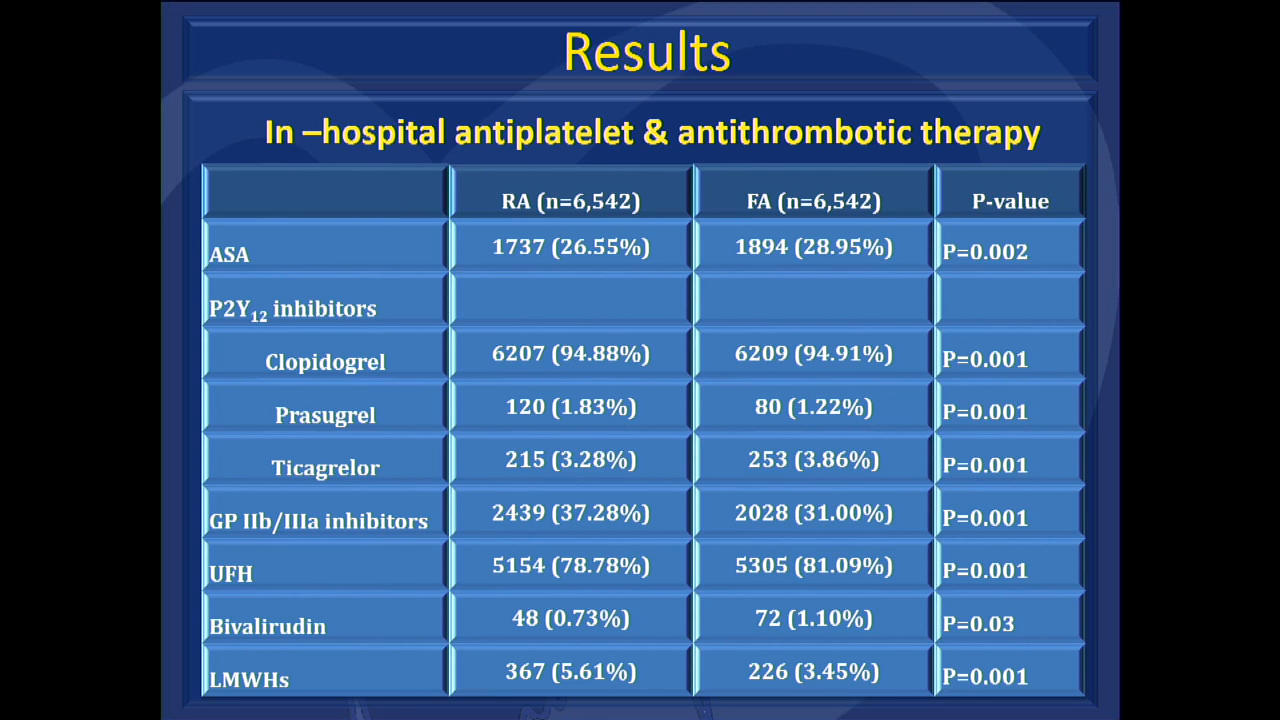 Results
In –hospital antiplatelet & antithrombotic therapy
RA (n=6,542) FA (n=6,542) P-value
ASA 1737 (26.55%) 1894 (28.95%) P=0.002
P2Y12 inhibitors
Clopidogrel 6207 (94.88%) 6209 (94.91%) P=0.001
Prasugrel 120 (1.83%) 80 (1.22%) P=0.001
Ticagrelor 215 (3.28%) 253 (3.86%) P=0.001
GP IIb/IIIa inhibitors 2439 (37.28%) 2028 (31.00%) P=0.001
UFH 5154 (78.78%) 5305 (81.09%) P=0.001
Bivalirudin 48 (0.73%) 72 (1.10%) P=0.03
LMWHs 367 (5.61%) 226 (3.45%) P=0.001